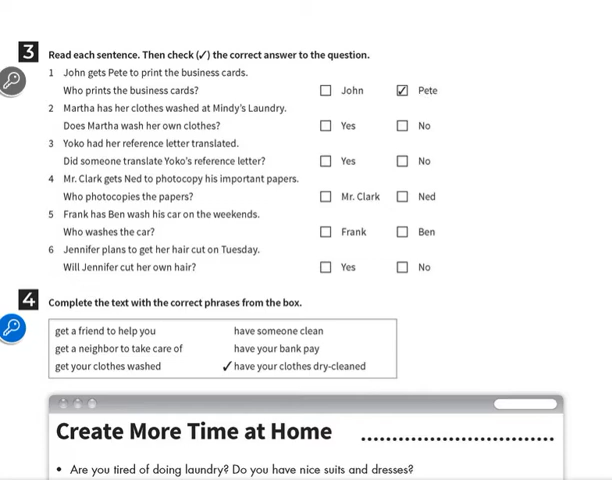 3 Read each sentence. Then check (✓) the correct answer to the question.
1 John gets Pete to print the business cards.
Who prints the business cards? ☐ John ☑ Pete
2 Martha has her clothes washed at Mindy's Laundry.
Does Martha wash her own clothes? ☐ Yes ☐ No
3 Yoko had her reference letter translated.
Did someone translate Yoko's reference letter? ☐ Yes ☐ No
4 Mr. Clark gets Ned to photocopy his important papers.
Who photocopies the papers? ☐ Mr. Clark ☐ Ned
5 Frank has Ben wash his car on the weekends.
Who washes the car? ☐ Frank ☐ Ben
6 Jennifer plans to get her hair cut on Tuesday.
Will Jennifer cut her own hair? ☐ Yes ☐ No
4 Complete the text with the correct phrases from the box.
get a friend to help you have someone clean
get a neighbor to take care of have your bank pay
get your clothes washed ✓ have your clothes dry-cleaned
Create More Time at Home
• Are you tired of doing laundry? Do you have nice suits and dresses?